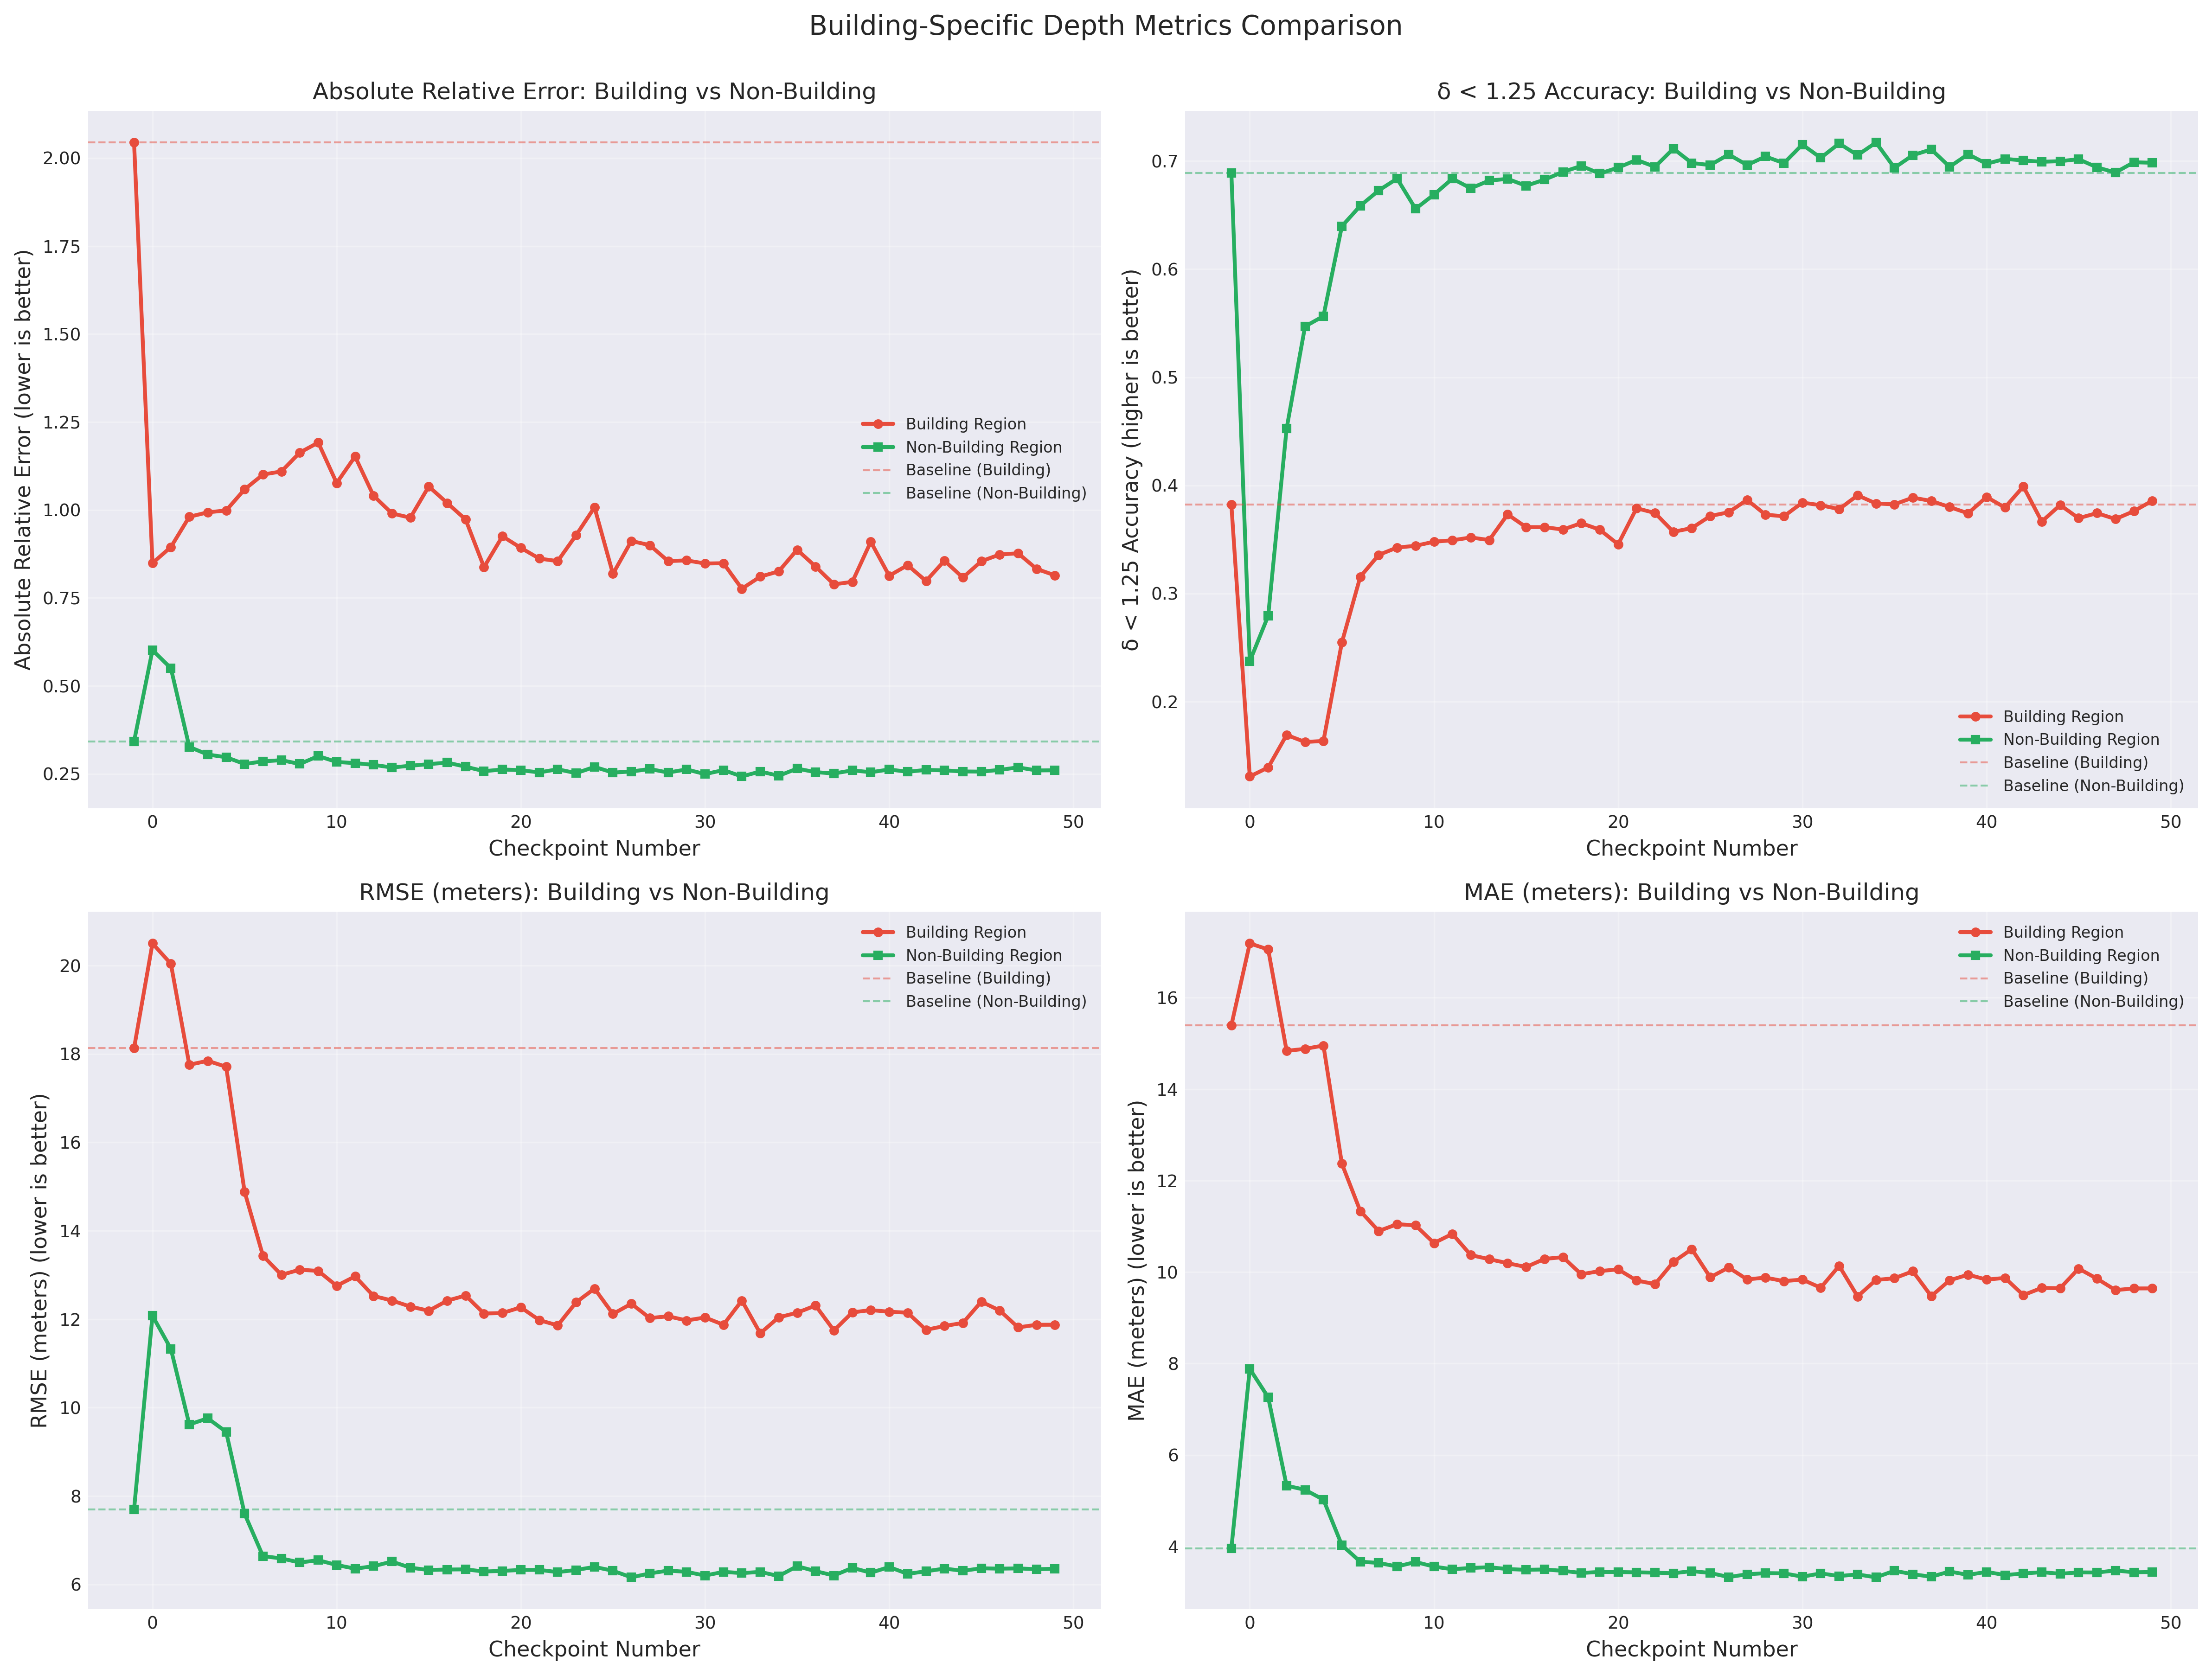 Building-Specific Depth Metrics Comparison
Absolute Relative Error: Building vs Non-Building
Absolute Relative Error (lower is better)
2.00
1.75
1.50
1.25
1.00
0.75
0.50
0.25
Building Region
Non-Building Region
Baseline (Building)
Baseline (Non-Building)
0 10 20 30 40 50
Checkpoint Number
δ < 1.25 Accuracy: Building vs Non-Building
δ < 1.25 Accuracy (higher is better)
0.7
0.6
0.5
0.4
0.3
0.2
Building Region
Non-Building Region
Baseline (Building)
Baseline (Non-Building)
0 10 20 30 40 50
Checkpoint Number
RMSE (meters): Building vs Non-Building
RMSE (meters) (lower is better)
20
18
16
14
12
10
8
6
Building Region
Non-Building Region
Baseline (Building)
Baseline (Non-Building)
0 10 20 30 40 50
Checkpoint Number
MAE (meters): Building vs Non-Building
MAE (meters) (lower is better)
16
14
12
10
8
6
4
Building Region
Non-Building Region
Baseline (Building)
Baseline (Non-Building)
0 10 20 30 40 50
Checkpoint Number